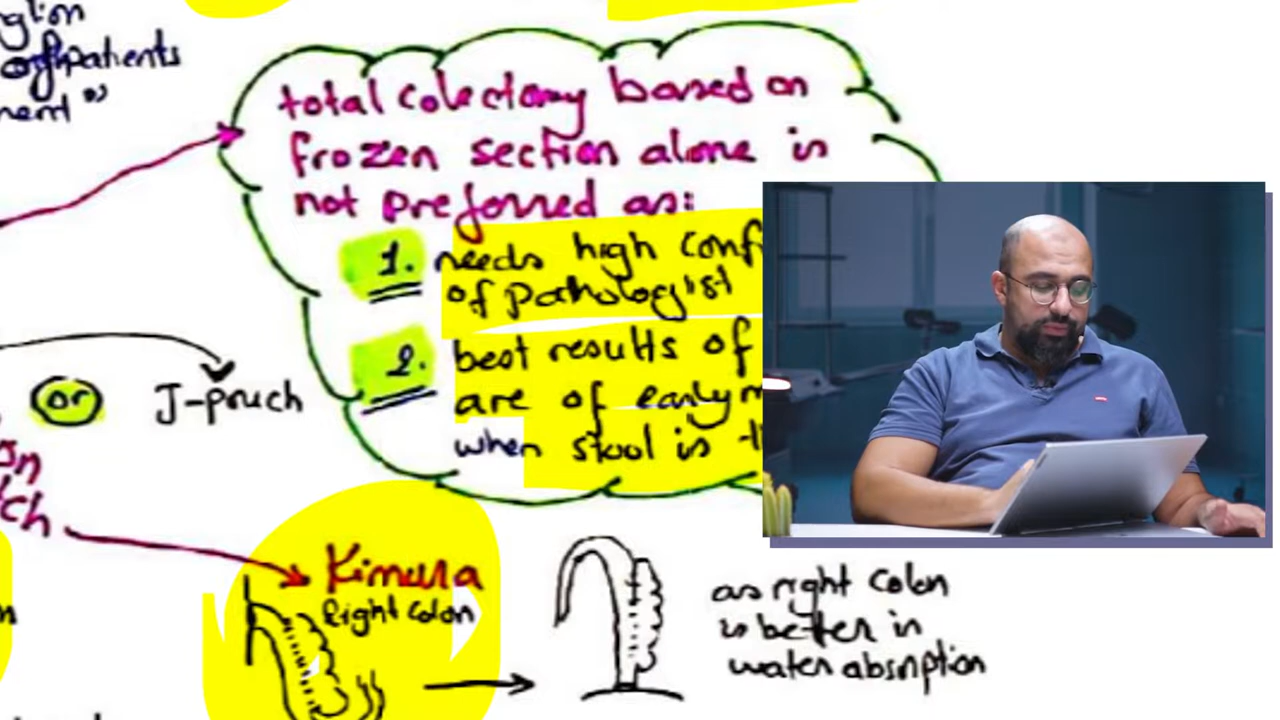 of patients
total colectomy based on
frozen section alone is
not preferred as:
1. needs high
of pathologist
2. best results of
are of early
when stool is
or J-pouch
Kimura
Right Colon
as right Colon
is better in
water absorption